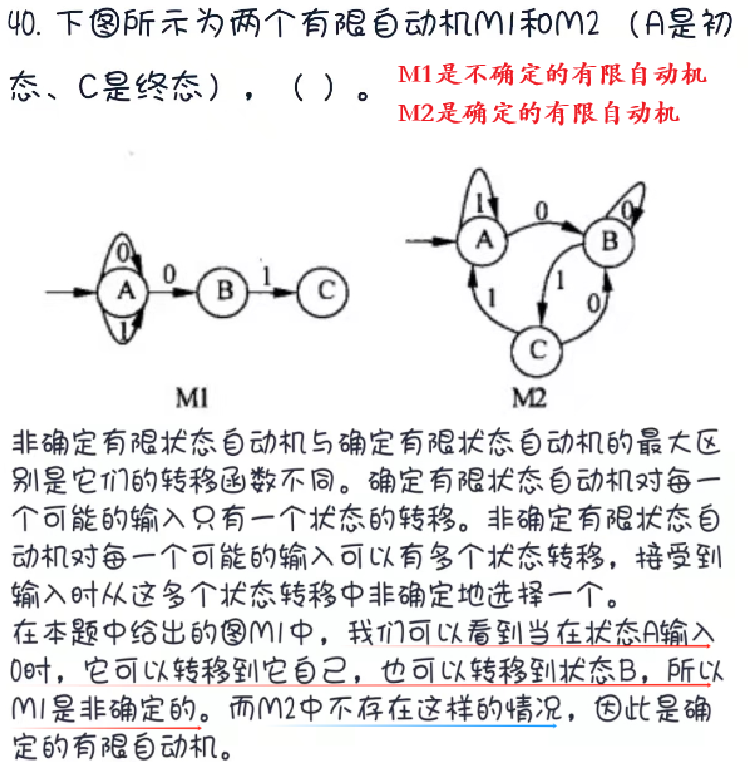 40. 下图所示为两个有限自动机M1和M2（A是初
态、C是终态），（ ）。
M1是不确定的有限自动机
M2是确定的有限自动机
0
A
1
0
B
1
C
M1
1
A
0
B
0
1
1
0
C
M2
非确定有限状态自动机与确定有限状态自动机的最大区
别是它们的转移函数不同。确定有限状态自动机对每一
个可能的输入只有一个状态的转移。非确定有限状态自
动机对每一个可能的输入可以有多个状态转移，接受到
输入时从这多个状态转移中非确定地选择一个。
在本题中给出的图M1中，我们可以看到当在状态A输入
0时，它可以转移到它自己，也可以转移到状态B，所以
M1是非确定的。而M2中不存在这样的情况，因此是确
定的有限自动机。